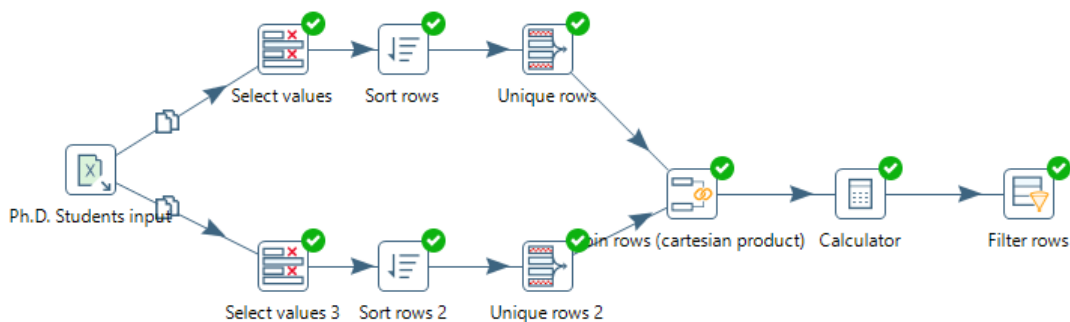 Select values
Sort rows
Unique rows
Ph.D. Students input
oin rows (cartesian product)
Calculator
Filter rows
Select values 3
Sort rows 2
Unique rows 2